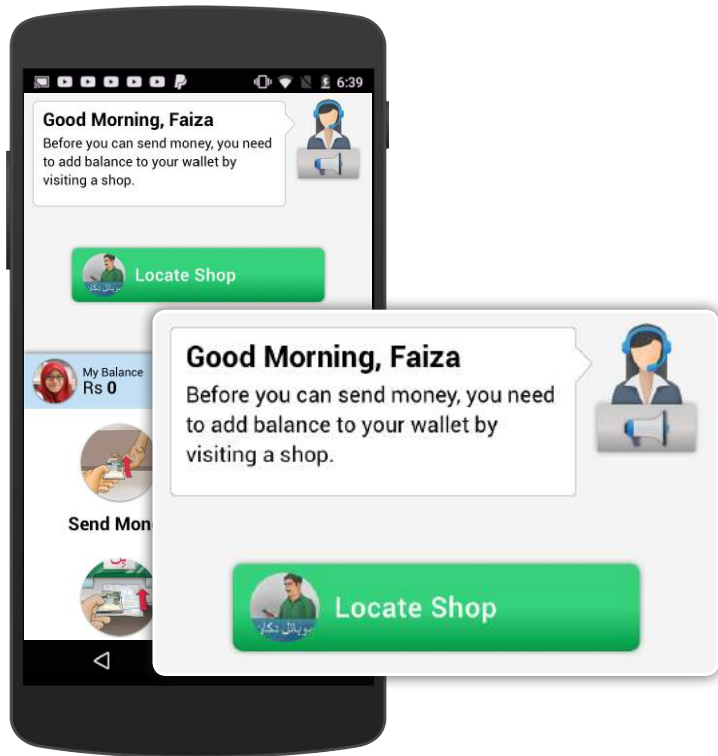 6:39
Good Morning, Faiza
Before you can send money, you need
to add balance to your wallet by
visiting a shop.
Locate Shop
My Balance
Rs 0
Send Mon
Good Morning, Faiza
Before you can send money, you need
to add balance to your wallet by
visiting a shop.
موبائل دکان
Locate Shop